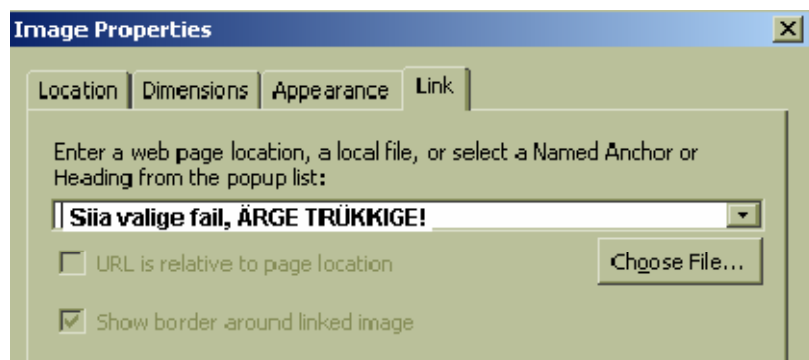 Image Properties
Location Dimensions Appearance Link
Enter a web page location, a local file, or select a Named Anchor or
Heading from the popup list:
Siia valige fail, ÄRGE TRÜKKIGE!
URL is relative to page location
Choose File...
Show border around linked image